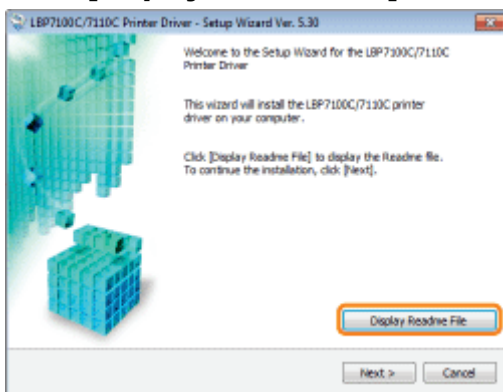 LBP7100C/7110C Printer Driver - Setup Wizard Ver. 5.30
Welcome to the Setup Wizard for the LBP7100C/7110C
Printer Driver
This wizard will install the LBP7100C/7110C printer
driver on your computer.
Click [Display Readme File] to display the Readme file.
To continue the installation, click [Next].
Display Readme File
Next >
Cancel